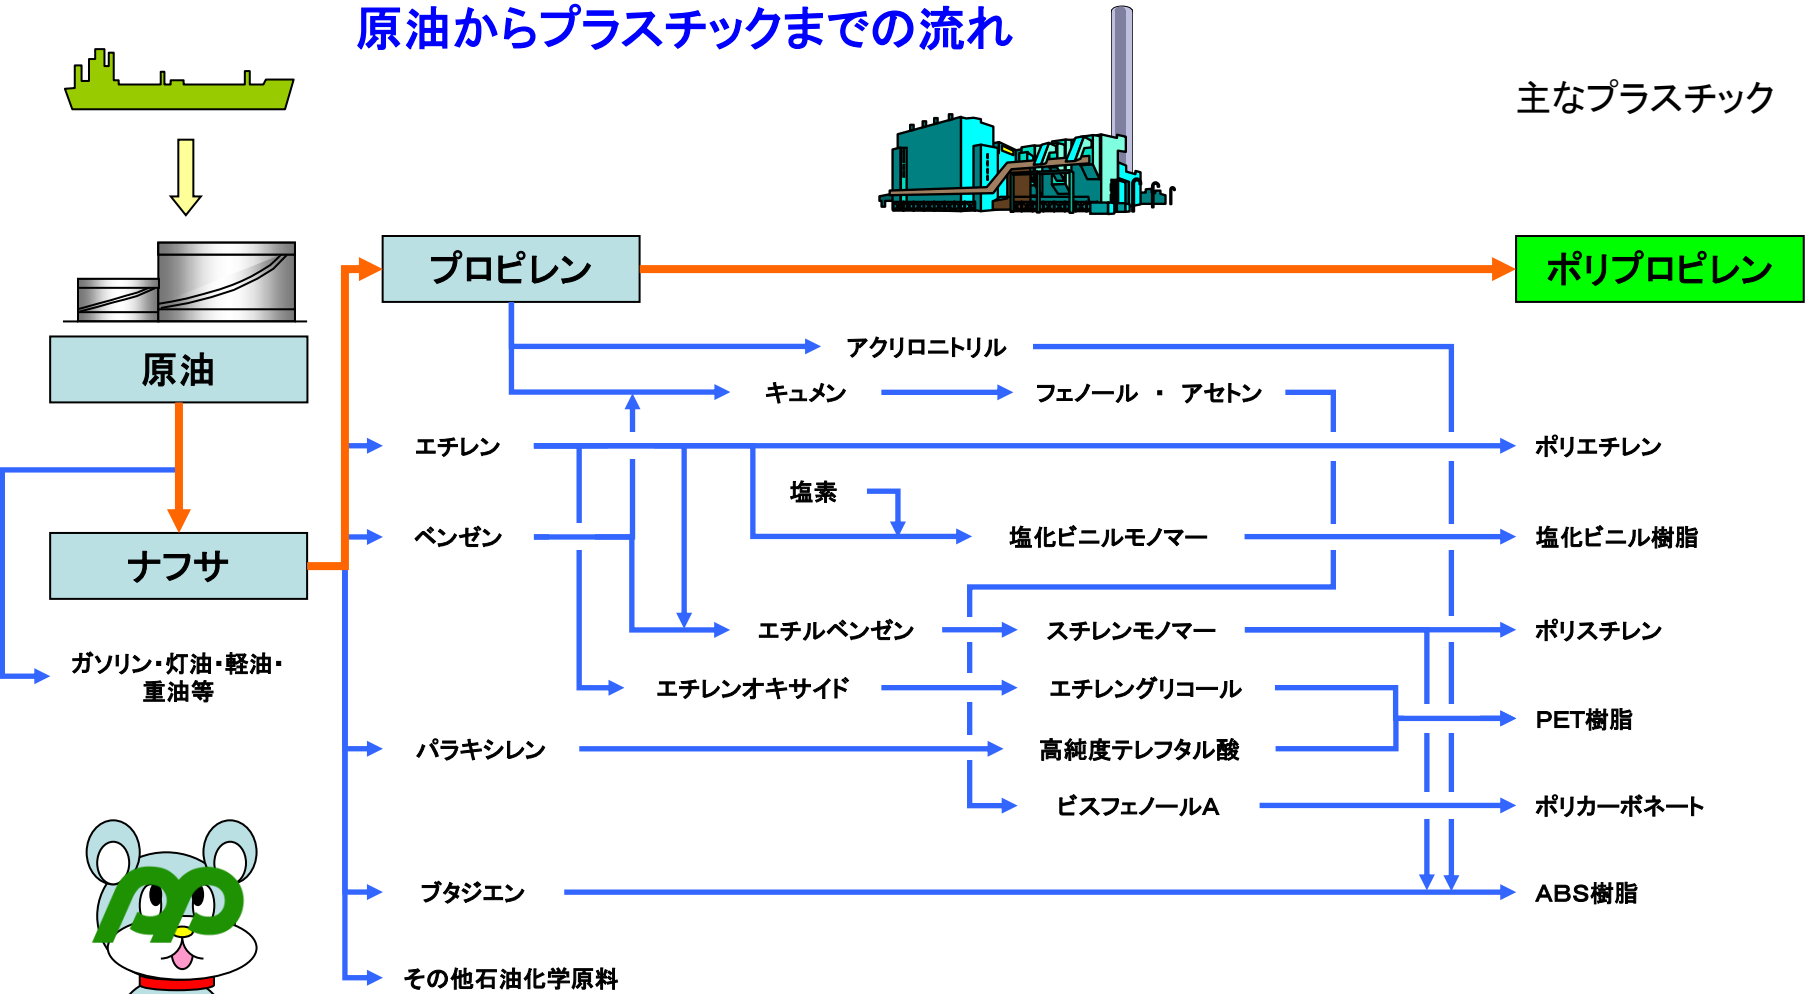 原油からプラスチックまでの流れ
主なプラスチック
プロピレン
ポリプロピレン
原油
アクリロニトリル
キュメン
フェノール ・ アセトン
エチレン
ポリエチレン
塩素
ベンゼン
塩化ビニルモノマー
塩化ビニル樹脂
ナフサ
エチルベンゼン
スチレンモノマー
ポリスチレン
ガソリン・灯油・軽油・
重油等
エチレンオキサイド
エチレングリコール
PET樹脂
パラキシレン
高純度テレフタル酸
ビスフェノールA
ポリカーボネート
ブタジエン
ABS樹脂
pp
その他石油化学原料